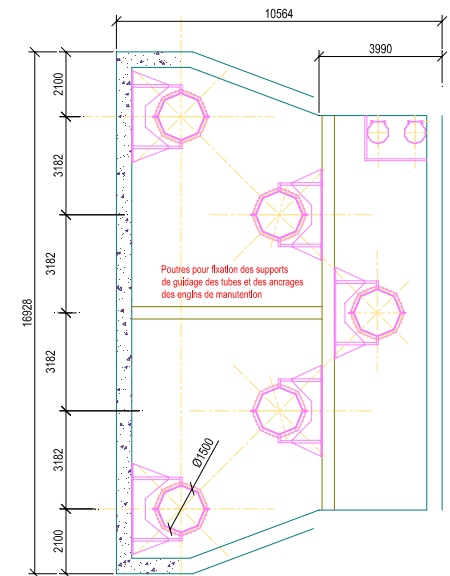 10564
3990
2100
3182
3182
16928
Poutres pour fixation des supports
de guidage des tubes et des ancrages
des engins de manutention
3182
3182
Ø1500
2100